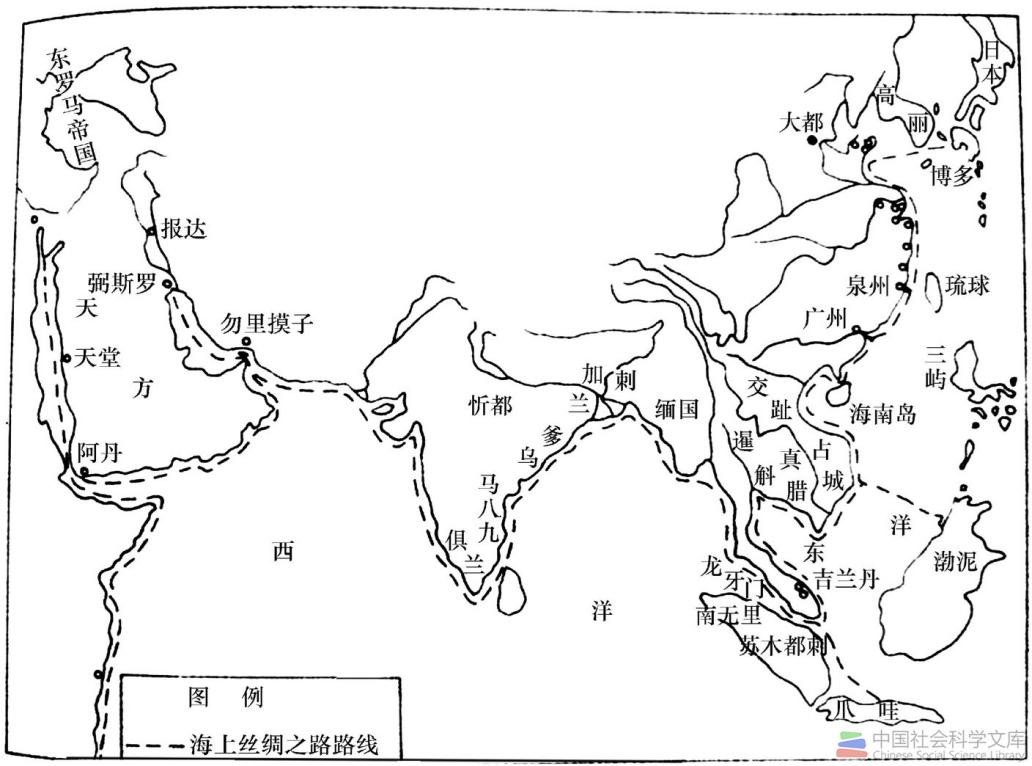 东罗马帝国
日本
高丽
大都
博多
报达
弼斯罗
天方
天堂
勿里摸子
泉州
琉球
广州
三屿
加兰
刺
忻都
缅国
交趾
海南岛
阿丹
乌爹
暹斛
真腊
占城
马八九
俱兰
东洋
渤泥
西洋
龙牙门
吉兰丹
南无里
苏木都刺
爪哇
图例
海上丝绸之路路线
中国社会科学文库
Chinese Social Science Library